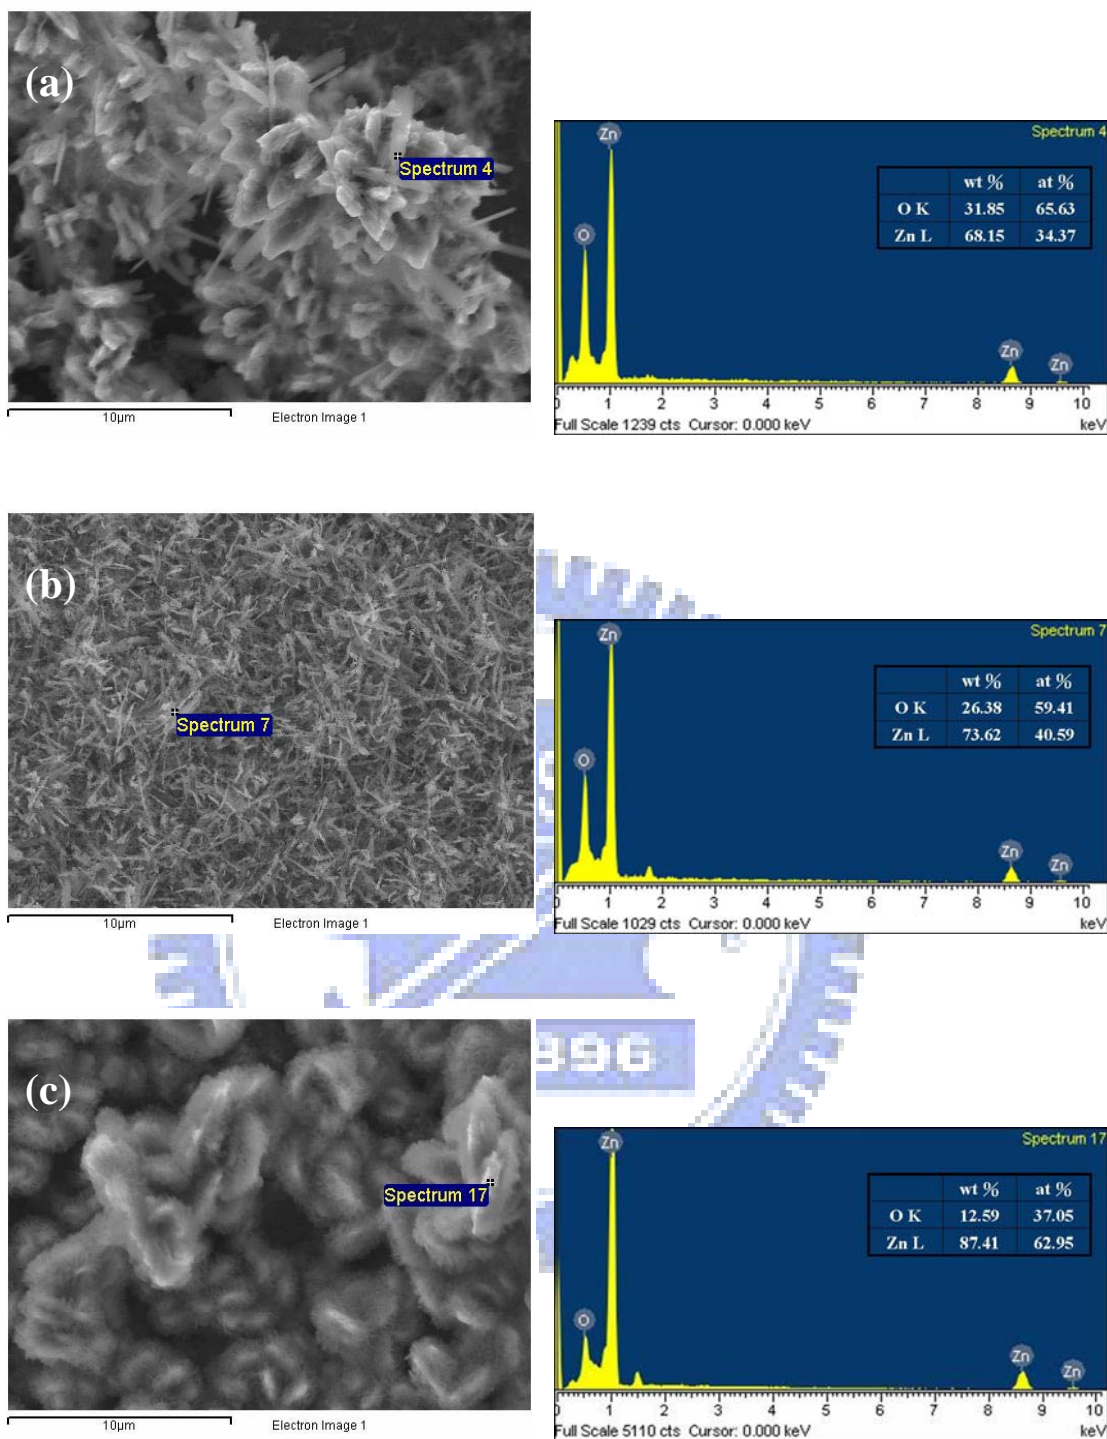 (a)
Spectrum 4
10μm Electron Image 1
Zn
Spectrum 4
wt % at %
O K 31.85 65.63
Zn L 68.15 34.37
O
Zn
Zn
0 1 2 3 4 5 6 7 8 9 10
Full Scale 1239 cts Cursor: 0.000 keV keV
(b)
Spectrum 7
10μm Electron Image 1
Zn
Spectrum 7
wt % at %
O K 26.38 59.41
Zn L 73.62 40.59
O
Zn
Zn
0 1 2 3 4 5 6 7 8 9 10
Full Scale 1029 cts Cursor: 0.000 keV keV
996
(c)
Spectrum 17
10μm Electron Image 1
Zn
Spectrum 17
wt % at %
O K 12.59 37.05
Zn L 87.41 62.95
O
Zn
Zn
0 1 2 3 4 5 6 7 8 9 10
Full Scale 5110 cts Cursor: 0.000 keV keV